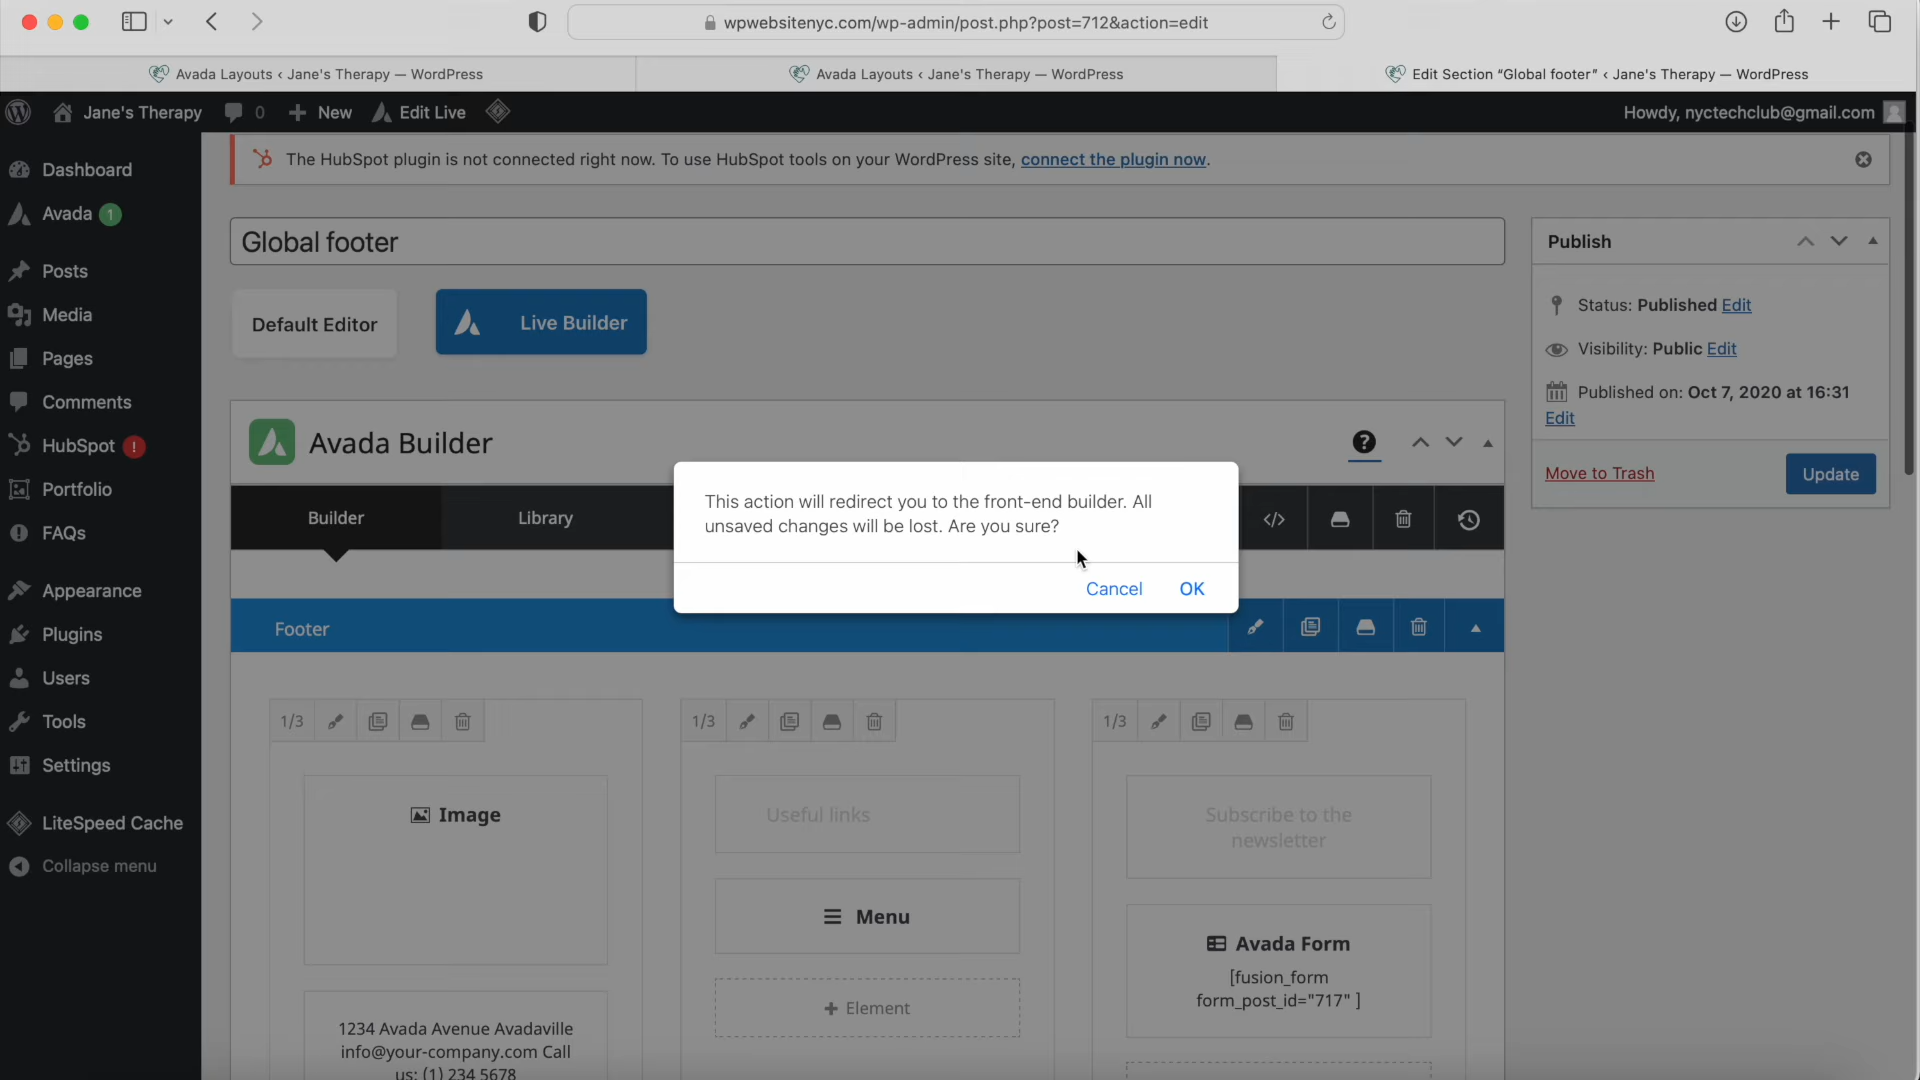 wpwebsitenyc.com/wp-admin/post.php?post=712&action=edit
Avada Layouts ‹ Jane's Therapy — WordPress
Avada Layouts ‹ Jane's Therapy — WordPress
Edit Section “Global footer” ‹ Jane's Therapy — WordPress
Jane's Therapy
0
New
Edit Live
Howdy, nyctechclub@gmail.com
Dashboard
Avada 1
Posts
Media
Pages
Comments
HubSpot !
Portfolio
FAQs
Appearance
Plugins
Users
Tools
Settings
LiteSpeed Cache
Collapse menu
The HubSpot plugin is not connected right now. To use HubSpot tools on your WordPress site, connect the plugin now.
Global footer
Default Editor
Live Builder
Avada Builder
?
Builder
Library
</>
This action will redirect you to the front-end builder. All
unsaved changes will be lost. Are you sure?
Cancel
OK
Footer
1/3
Image
1234 Avada Avenue Avadaville
info@your-company.com Call
us: (1) 234 5678
1/3
Useful links
Menu
+ Element
1/3
Subscribe to the
newsletter
Avada Form
[fusion_form
form_post_id="717" ]
Publish
Status: Published Edit
Visibility: Public Edit
Published on: Oct 7, 2020 at 16:31
Edit
Move to Trash
Update